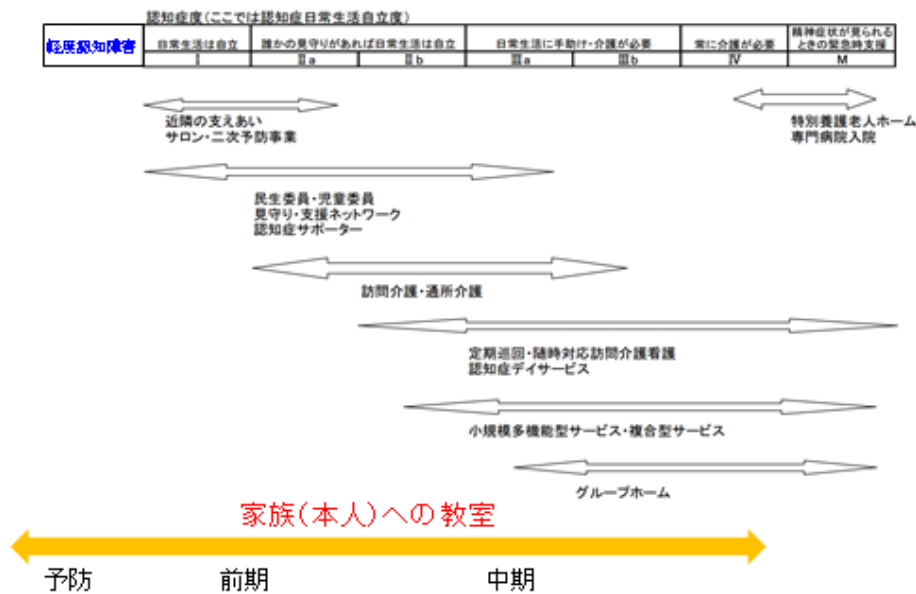 認知症度(ここでは認知症日常生活自立度)
軽度認知障害
日常生活は自立
誰かの見守りがあれば日常生活は自立
日常生活に手助け・介護が必要
常に介護が必要
精神症状が見られる
ときの緊急時支援
Ⅰ
Ⅱa
Ⅱb
Ⅲa
Ⅲb
Ⅳ
M
近隣の支えあい
サロン・二次予防事業
特別養護老人ホーム
専門病院入院
民生委員・児童委員
見守り・支援ネットワーク
認知症サポーター
訪問介護・通所介護
定期巡回・随時対応訪問介護看護
認知症デイサービス
小規模多機能型サービス・複合型サービス
グループホーム
家族(本人)への教室
予防
前期
中期